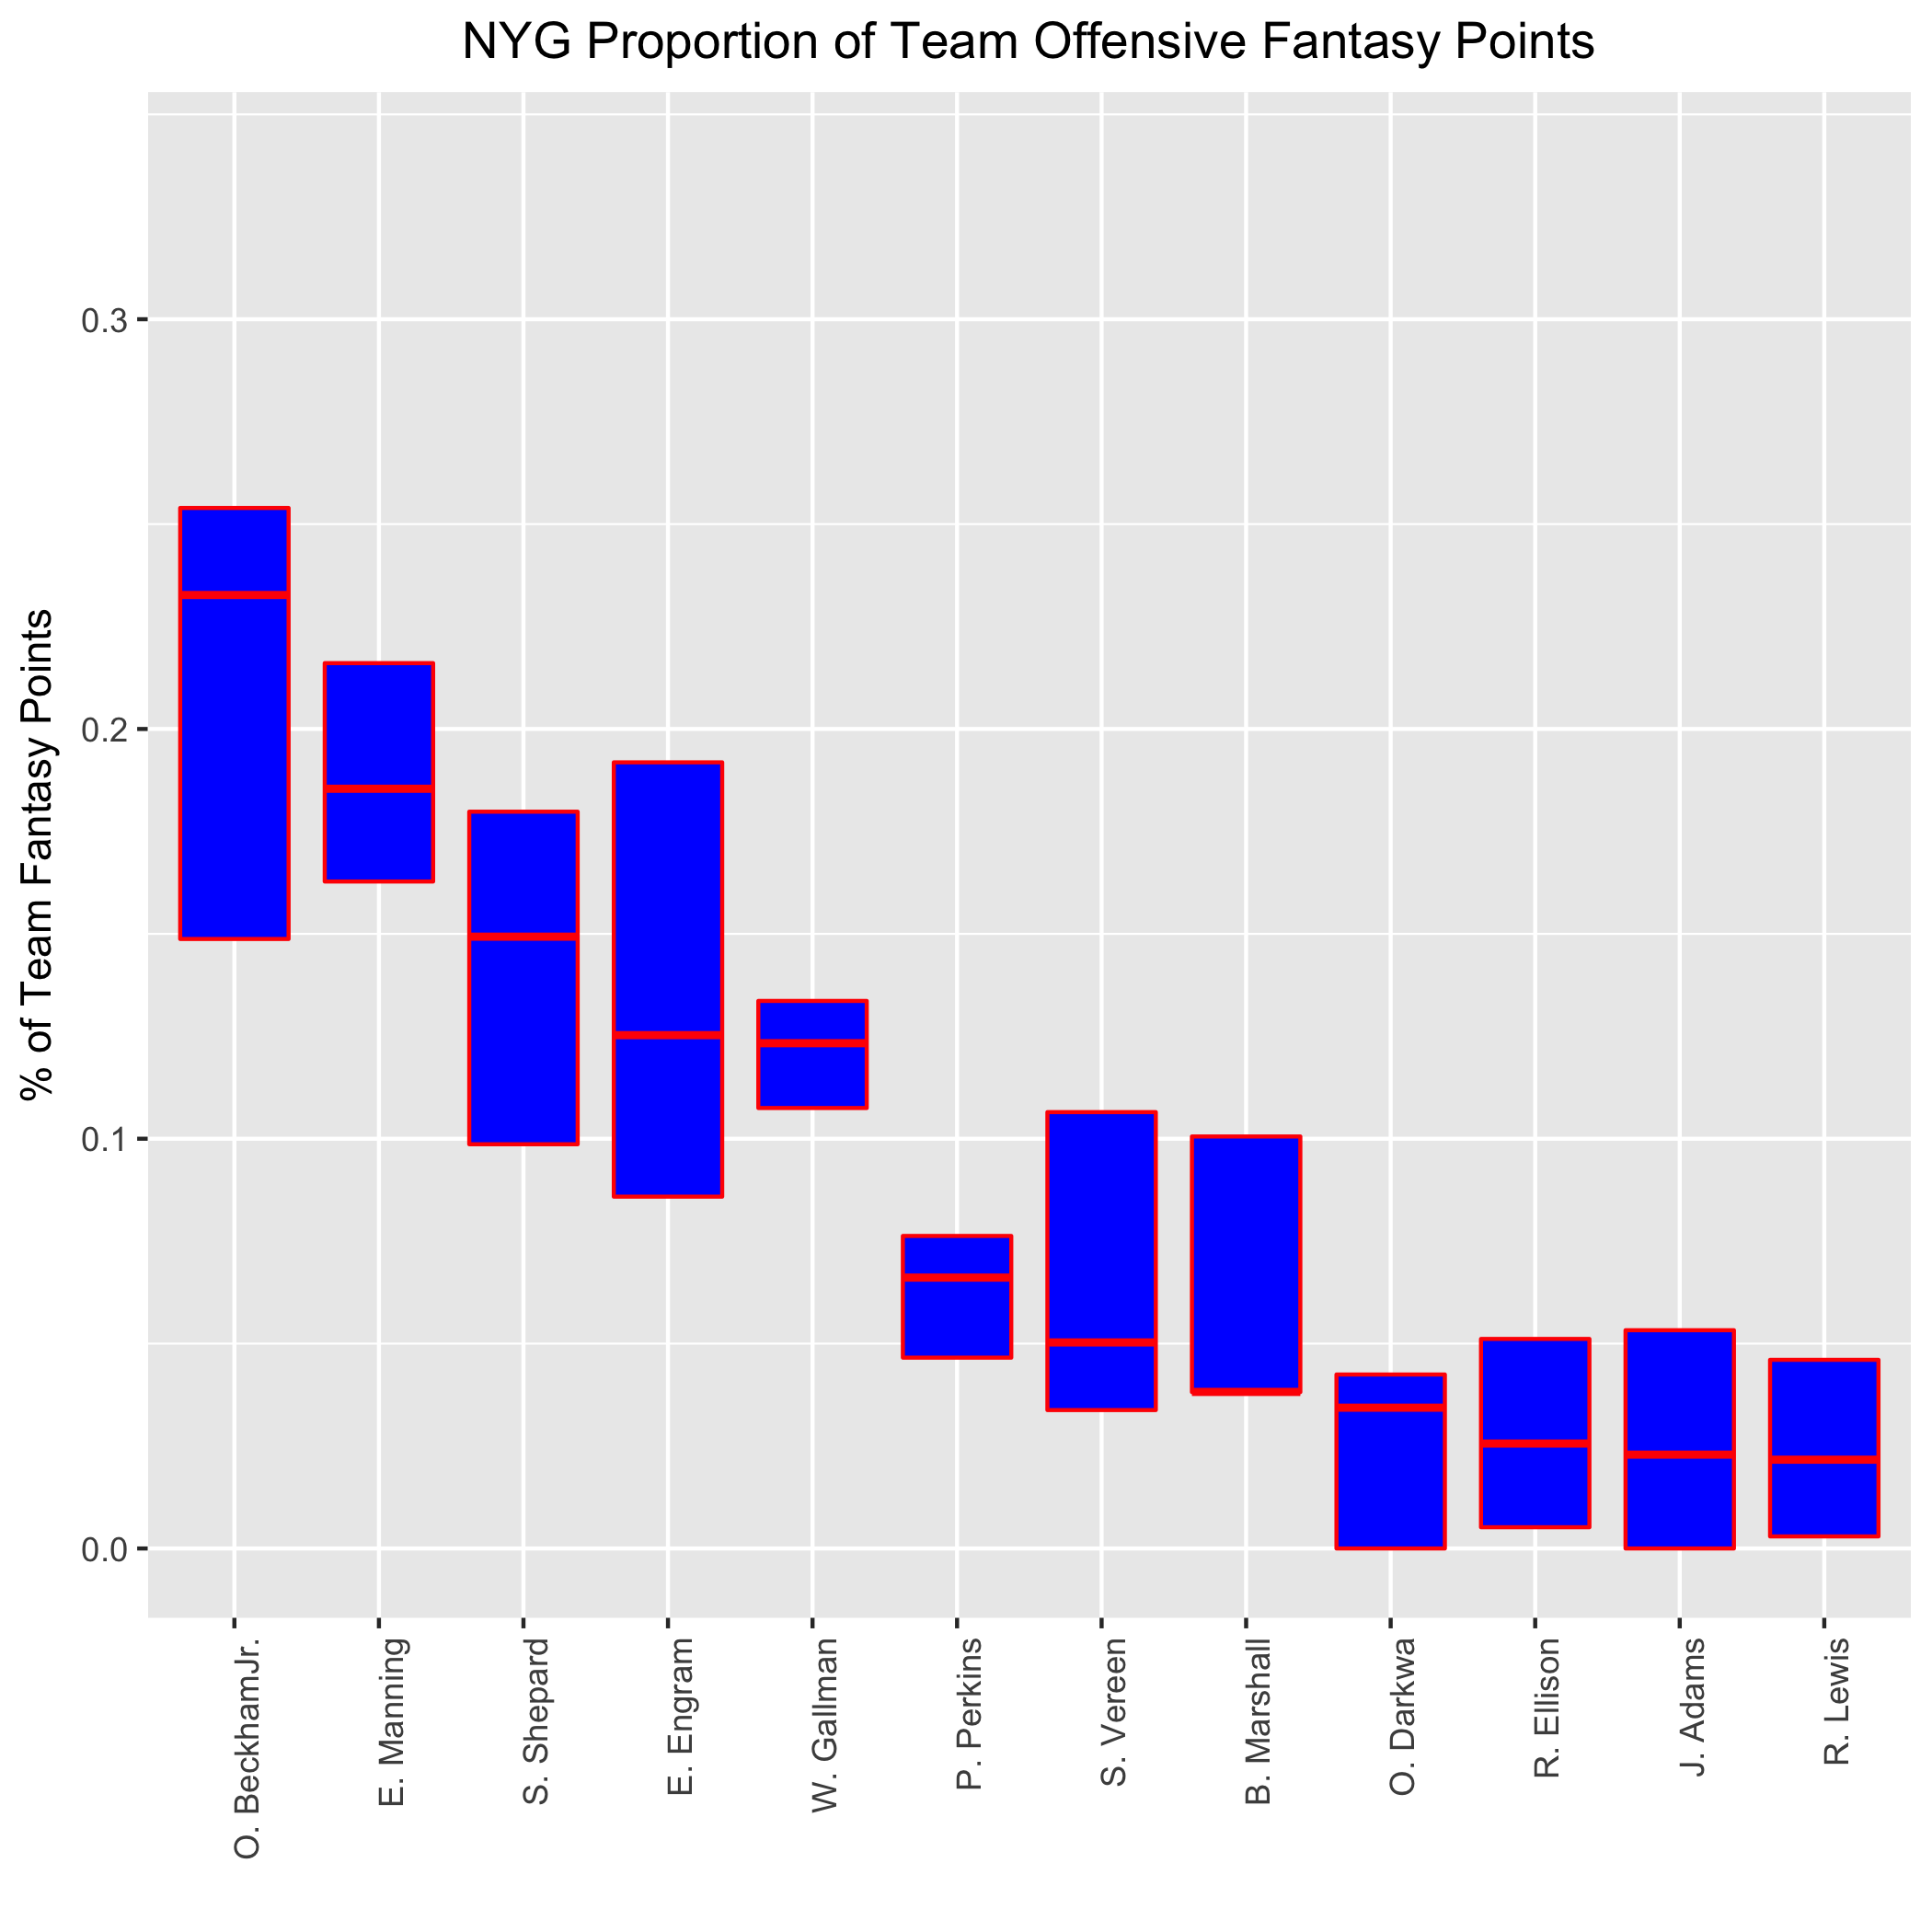 NYG Proportion of Team Offensive Fantasy Points
% of Team Fantasy Points
0.3
0.2
0.1
0.0
O. BeckhamJr.
E. Manning
S. Shepard
E. Engram
W. Gallman
P. Perkins
S. Vereen
B. Marshall
O. Darkwa
R. Ellison
J. Adams
R. Lewis